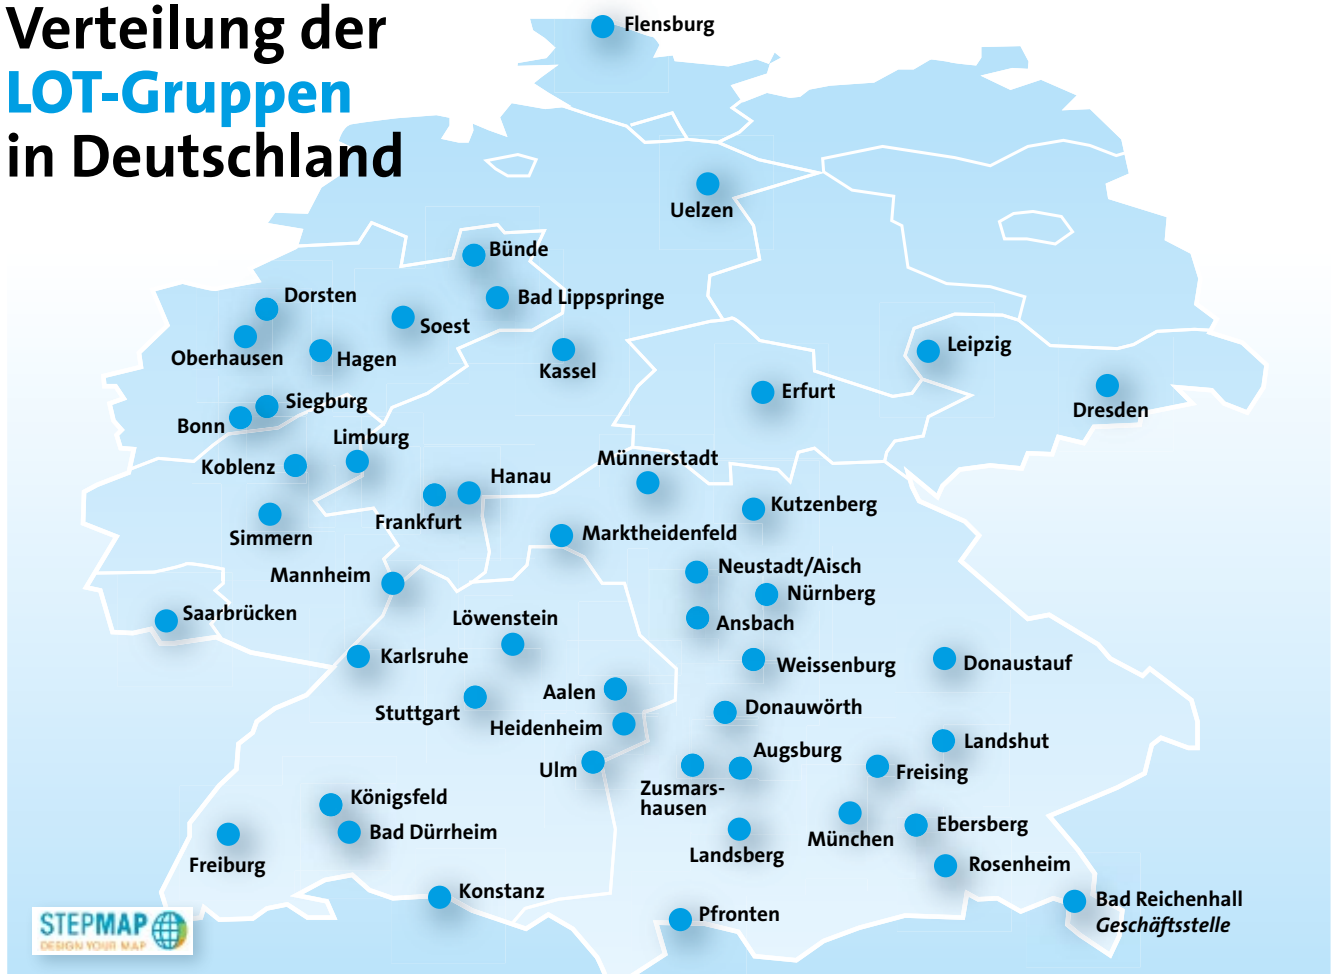 Verteilung der
LOT-Gruppen
in Deutschland
Flensburg
Uelzen
Bünde
Bad Lippspringe
Dorsten
Soest
Oberhausen
Hagen
Kassel
Leipzig
Erfurt
Dresden
Siegburg
Bonn
Limburg
Koblenz
Münnerstadt
Hanau
Kutzenberg
Frankfurt
Simmern
Marktheidenfeld
Neustadt/Aisch
Mannheim
Nürnberg
Saarbrücken
Löwenstein
Ansbach
Karlsruhe
Weissenburg
Donaustauf
Aalen
Stuttgart
Donauwörth
Heidenheim
Landshut
Augsburg
Ulm
Freising
Zusmars-
hausen
Königsfeld
Bad Dürrheim
Ebersberg
München
Landsberg
Freiburg
Rosenheim
Konstanz
Bad Reichenhall
Geschäftsstelle
Pfronten
STEPMAP
DESIGN YOUR MAP